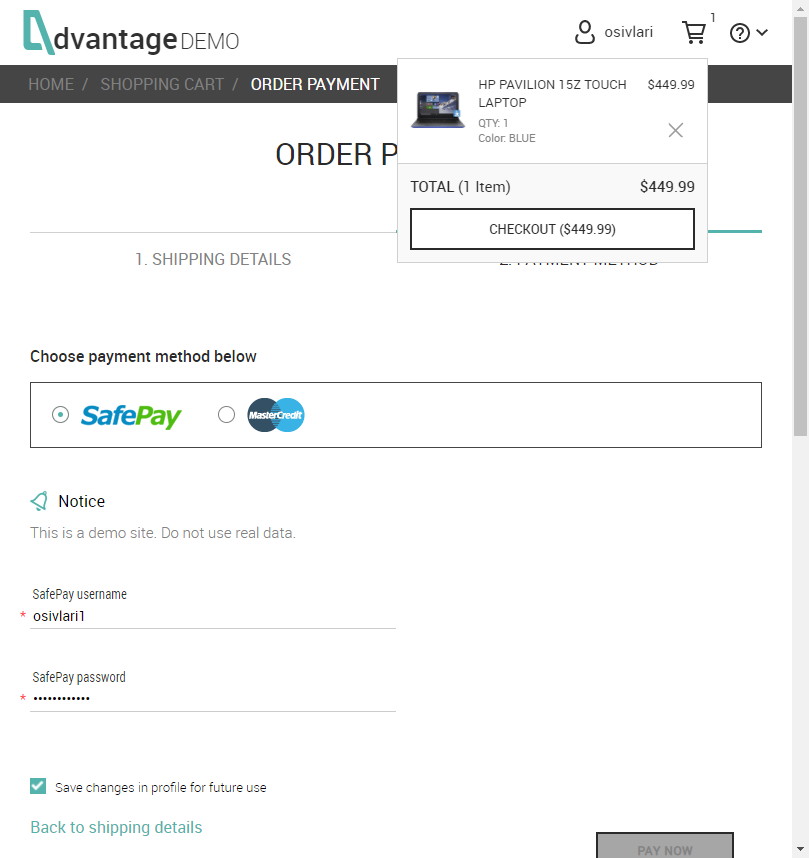 dvantage DEMO
osivlari
1
HOME / SHOPPING CART / ORDER PAYMENT
HP PAVILION 15Z TOUCH LAPTOP $449.99
QTY: 1
Color: BLUE
TOTAL (1 Item) $449.99
CHECKOUT ($449.99)
ORDER P
1. SHIPPING DETAILS
2. PAYMENT METHOD
Choose payment method below
SafePay
MasterCredit
Notice
This is a demo site. Do not use real data.
SafePay username
* osivlari1
SafePay password
* ••••••••••••
Save changes in profile for future use
Back to shipping details
PAY NOW